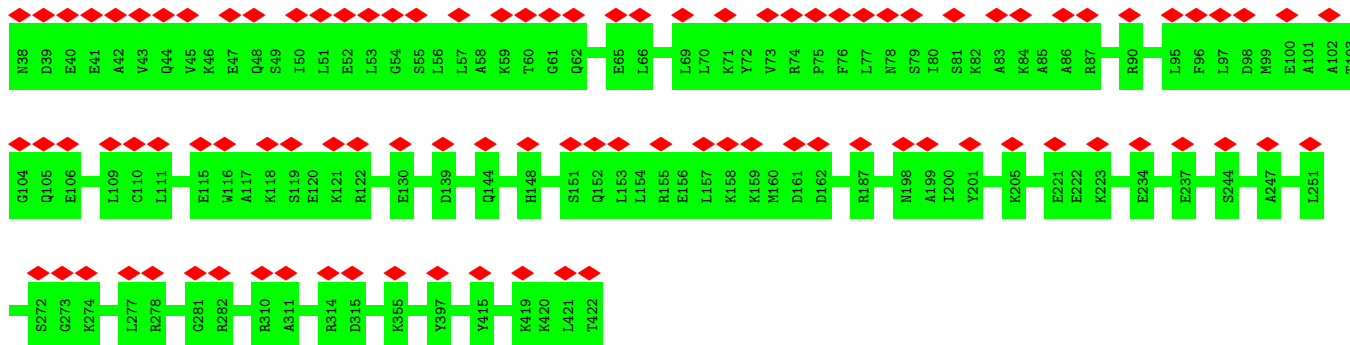 N38 D39 E40 E41 A42 V43 Q44 V45 K46 E47 Q48 S49 I50 L51 E52 L53 G54 S55 L56 L57 A58 K59 T60 G61 Q62 E65 L66 L69 L70 K71 Y72 V73 R74 P75 F76 L77 N78 S79 I80 S81 K82 A83 K84 A85 A86 R87 R90 L95 F96 L97 D98 M99 E100 A101 A102 T103
G104 Q105 E106 L109 C110 L111 E115 W116 A117 K118 S119 E120 K121 R122 E130 D139 Q144 H148 S151 Q152 L153 L154 R155 E156 L157 K158 K159 M160 D161 D162 R187 N198 A199 I200 Y201 K205 E221 E222 K223 E234 E237 S244 A247 L251
S272 G273 K274 L277 R278 G281 R282 R310 A311 R314 D315 K355 Y397 Y415 K419 K420 L421 T422